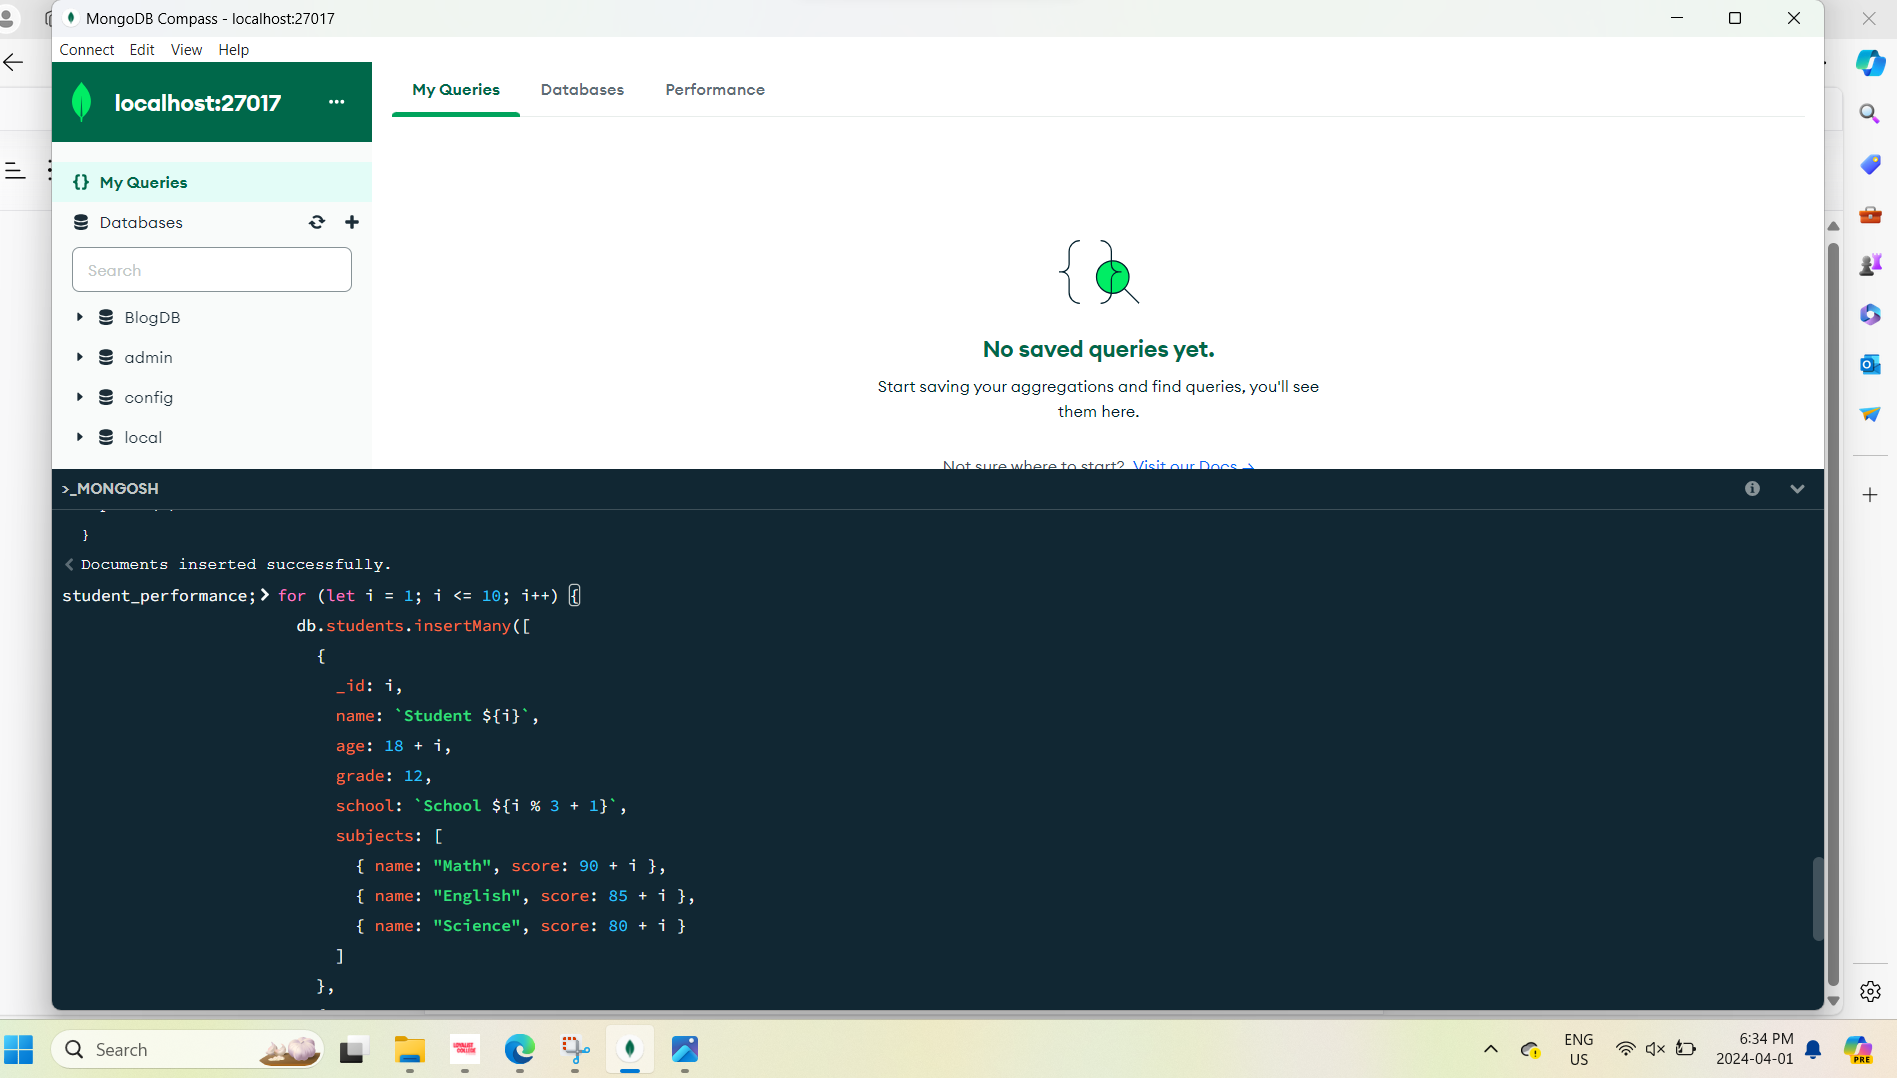 MongoDB Compass - localhost:27017
Connect Edit View Help
localhost:27017
...
My Queries Databases Performance
{} My Queries
Databases
Search
BlogDB
admin
config
local
No saved queries yet.
Start saving your aggregations and find queries, you'll see
them here.
Not sure where to start? Visit our Docs →
>_MONGOSH
}
Documents inserted successfully.
student_performance;> for (let i = 1; i <= 10; i++) {
db.students.insertMany([
{
_id: i,
name: `Student ${i}`,
age: 18 + i,
grade: 12,
school: `School ${i % 3 + 1}`,
subjects: [
{ name: "Math", score: 90 + i },
{ name: "English", score: 85 + i },
{ name: "Science", score: 80 + i }
]
},
Search
LOYALIST
COLLEGE
ENG
US
6:34 PM
2024-04-01
PRE